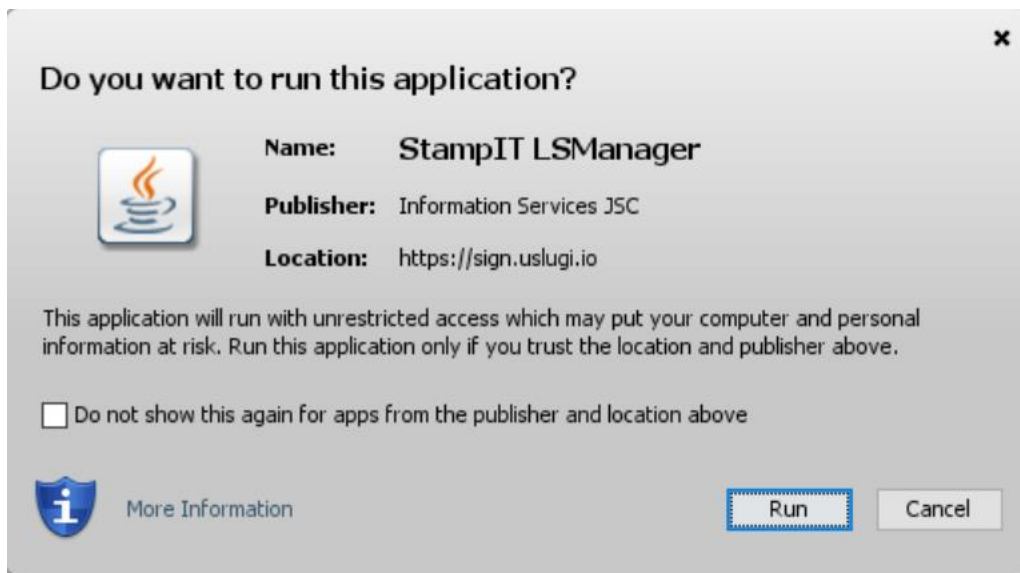 Do you want to run this application?
Name: StampIT LSManager
Publisher: Information Services JSC
Location: https://sign.uslugi.io
This application will run with unrestricted access which may put your computer and personal
information at risk. Run this application only if you trust the location and publisher above.
Do not show this again for apps from the publisher and location above
More Information
Run
Cancel